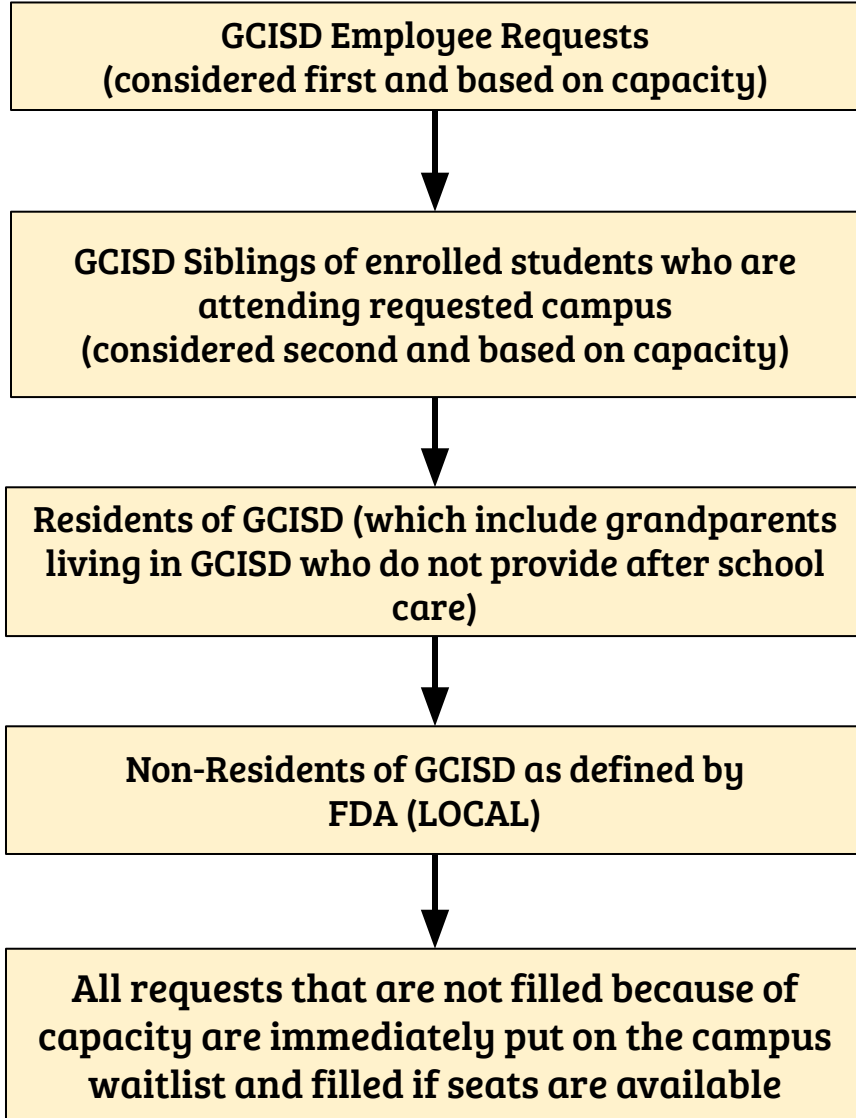 GCISD Employee Requests
(considered first and based on capacity)
GCISD Siblings of enrolled students who are
attending requested campus
(considered second and based on capacity)
Residents of GCISD (which include grandparents
living in GCISD who do not provide after school
care)
Non-Residents of GCISD as defined by
FDA (LOCAL)
All requests that are not filled because of
capacity are immediately put on the campus
waitlist and filled if seats are available